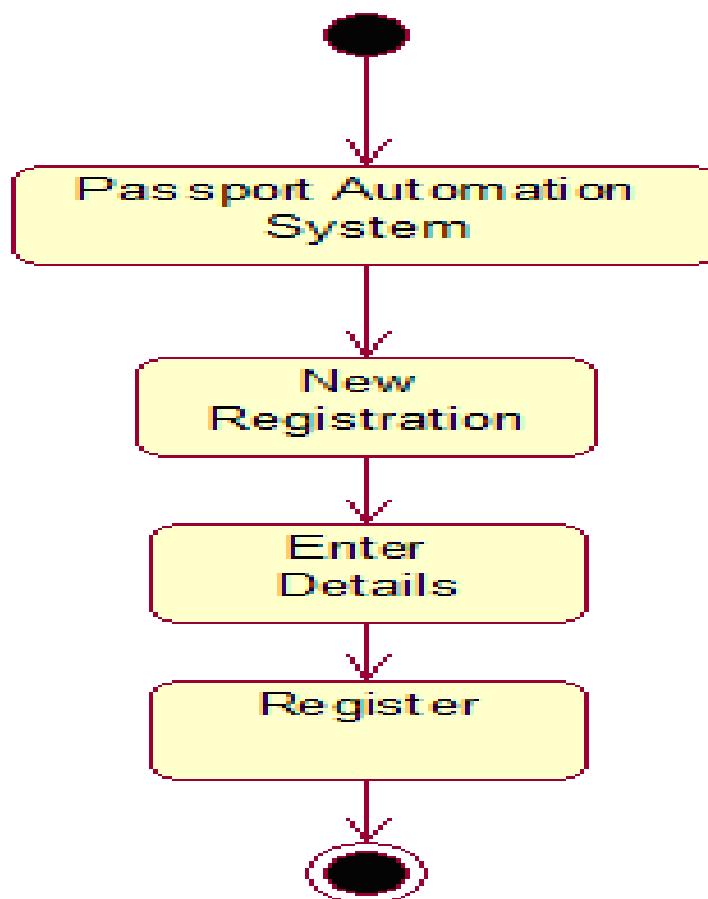 Passport Automation
System
New
Registration
Enter
Details
Register